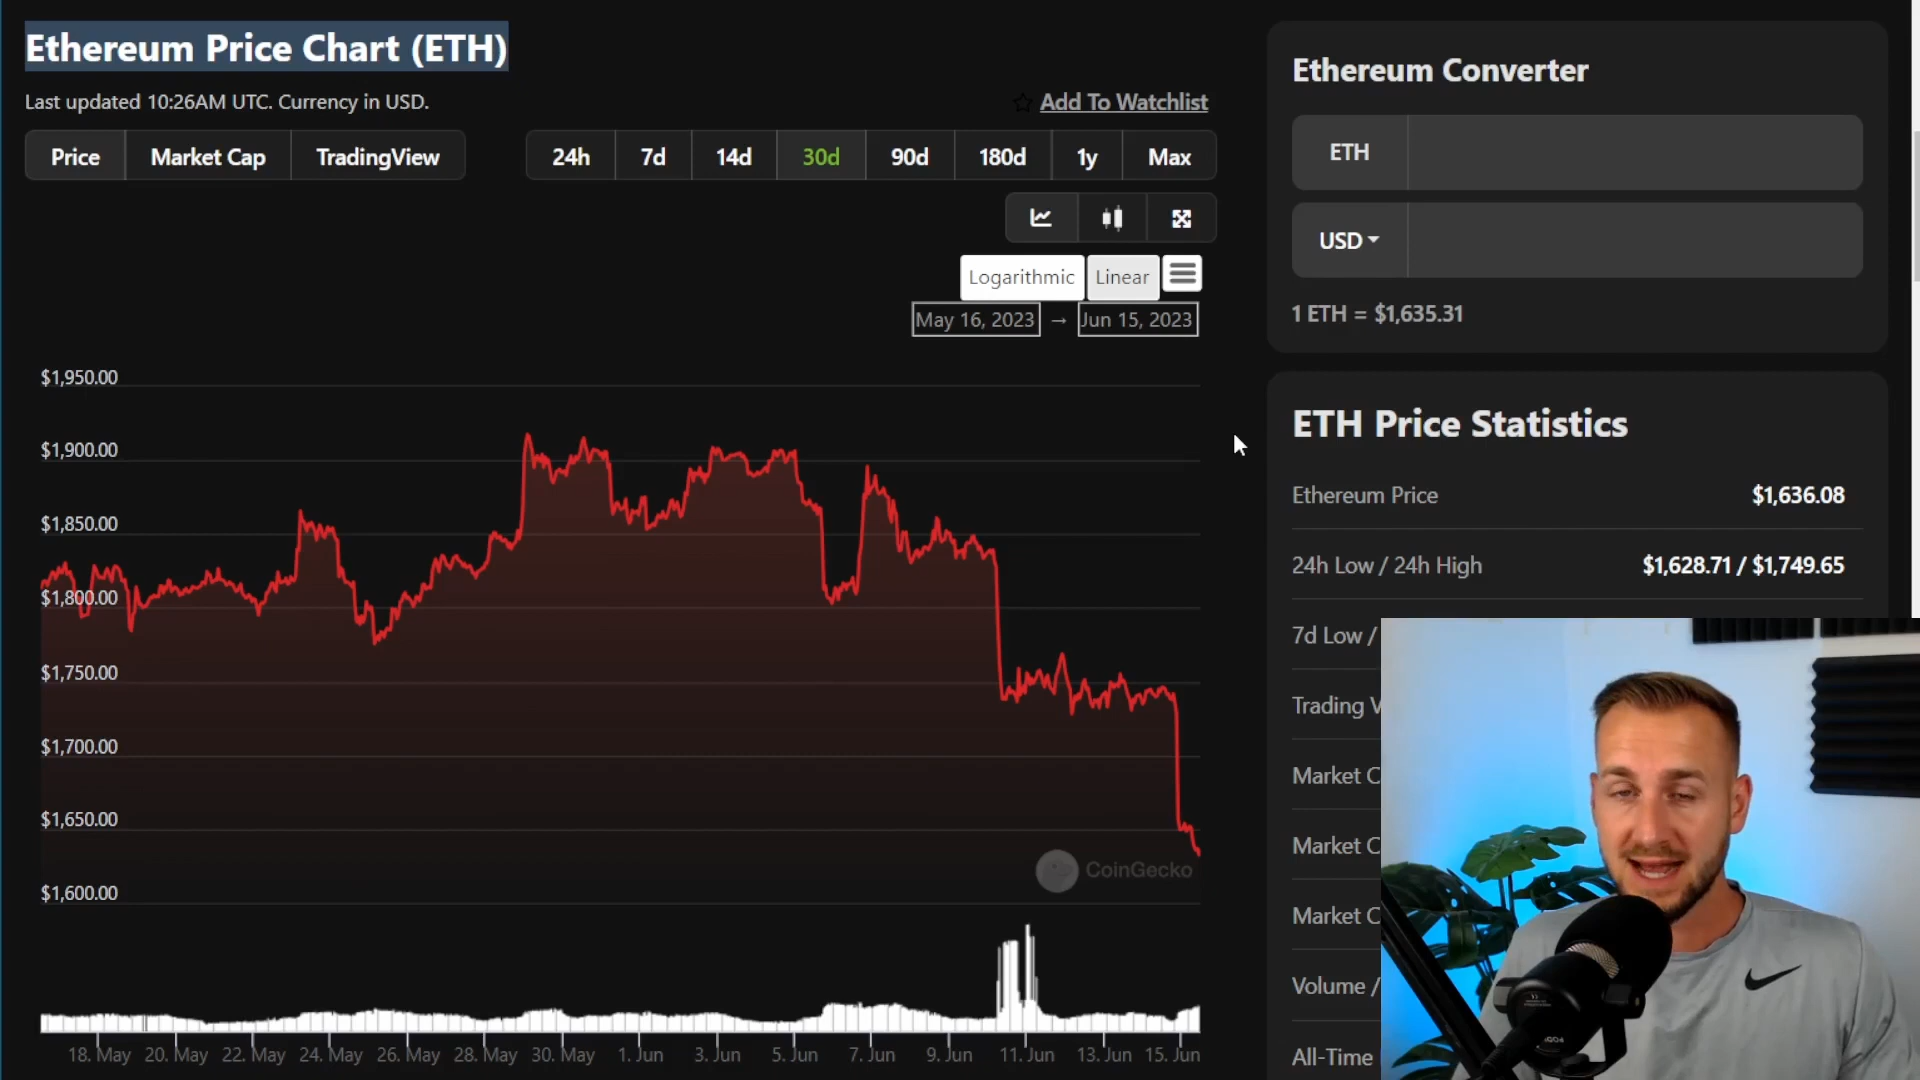 Ethereum Price Chart (ETH)
Last updated 10:26AM UTC. Currency in USD.
Add To Watchlist
Price Market Cap TradingView
24h 7d 14d 30d 90d 180d 1y Max
Logarithmic Linear
May 16, 2023 → Jun 15, 2023
$1,950.00
$1,900.00
$1,850.00
$1,800.00
$1,750.00
$1,700.00
$1,650.00
$1,600.00
CoinGecko
18. May 20. May 22. May 24. May 26. May 28. May 30. May 1. Jun 3. Jun 5. Jun 7. Jun 9. Jun 11. Jun 13. Jun 15. Jun
Ethereum Converter
ETH
USD
1 ETH = $1,635.31
ETH Price Statistics
Ethereum Price $1,636.08
24h Low / 24h High $1,628.71 / $1,749.65
7d Low /
Trading V
Market C
Market C
Market C
Volume /
All-Time